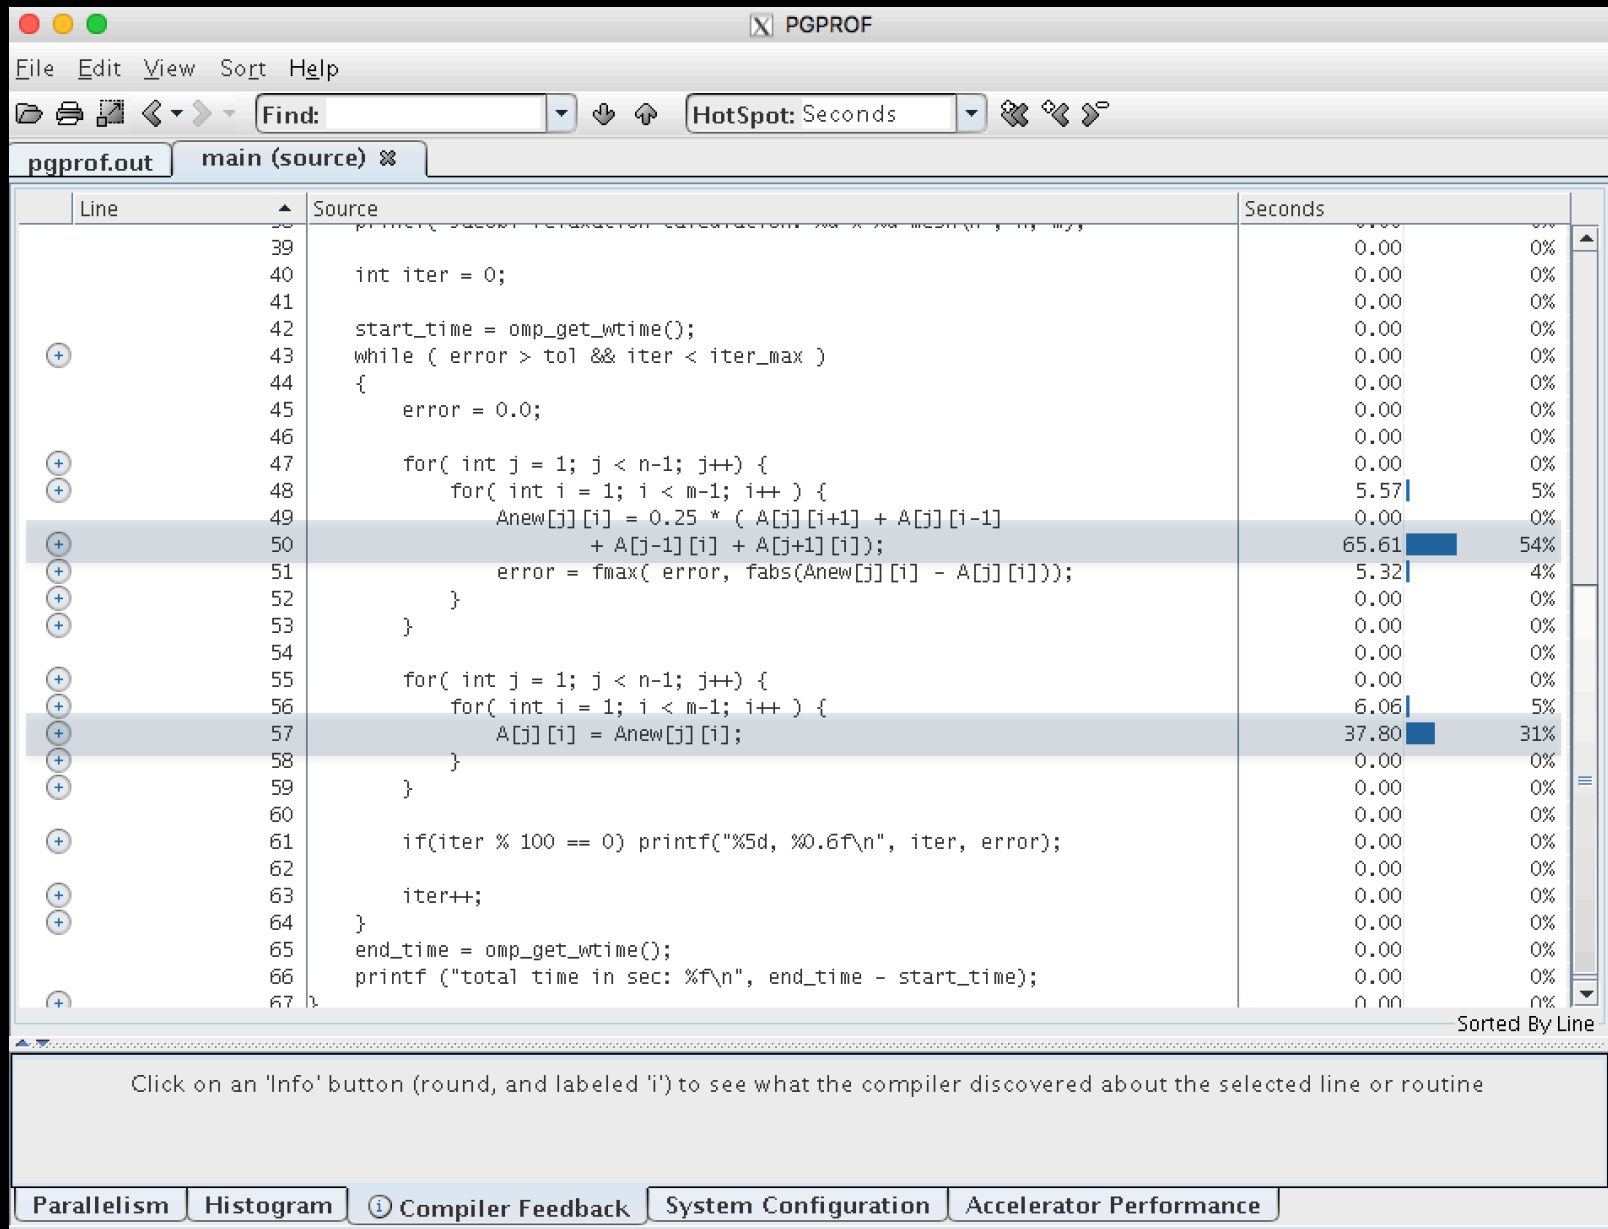 PGPROF
File Edit View Sort Help
Find: HotSpot: Seconds
pgprof.out main (source)
Line Source Seconds
39 0.00 0%
40 int iter = 0; 0.00 0%
41 0.00 0%
42 start_time = omp_get_wtime(); 0.00 0%
43 while ( error > tol && iter < iter_max ) 0.00 0%
44 { 0.00 0%
45 error = 0.0; 0.00 0%
46 0.00 0%
47 for( int j = 1; j < n-1; j++) { 0.00 0%
48 for( int i = 1; i < m-1; i++ ) { 5.57 5%
49 Anew[j][i] = 0.25 * ( A[j][i+1] + A[j][i-1] 0.00 0%
50 + A[j-1][i] + A[j+1][i]); 65.61 54%
51 error = fmax( error, fabs(Anew[j][i] - A[j][i])); 5.32 4%
52 } 0.00 0%
53 } 0.00 0%
54 0.00 0%
55 for( int j = 1; j < n-1; j++) { 0.00 0%
56 for( int i = 1; i < m-1; i++ ) { 6.06 5%
57 A[j][i] = Anew[j][i]; 37.80 31%
58 } 0.00 0%
59 } 0.00 0%
60 0.00 0%
61 if(iter % 100 == 0) printf("%5d, %0.6f\n", iter, error); 0.00 0%
62 0.00 0%
63 iter++; 0.00 0%
64 } 0.00 0%
65 end_time = omp_get_wtime(); 0.00 0%
66 printf ("total time in sec: %f\n", end_time - start_time); 0.00 0%
67 } 0.00 0%
Sorted By Line
Click on an 'Info' button (round, and labeled 'i') to see what the compiler discovered about the selected line or routine
Parallelism Histogram i Compiler Feedback System Configuration Accelerator Performance